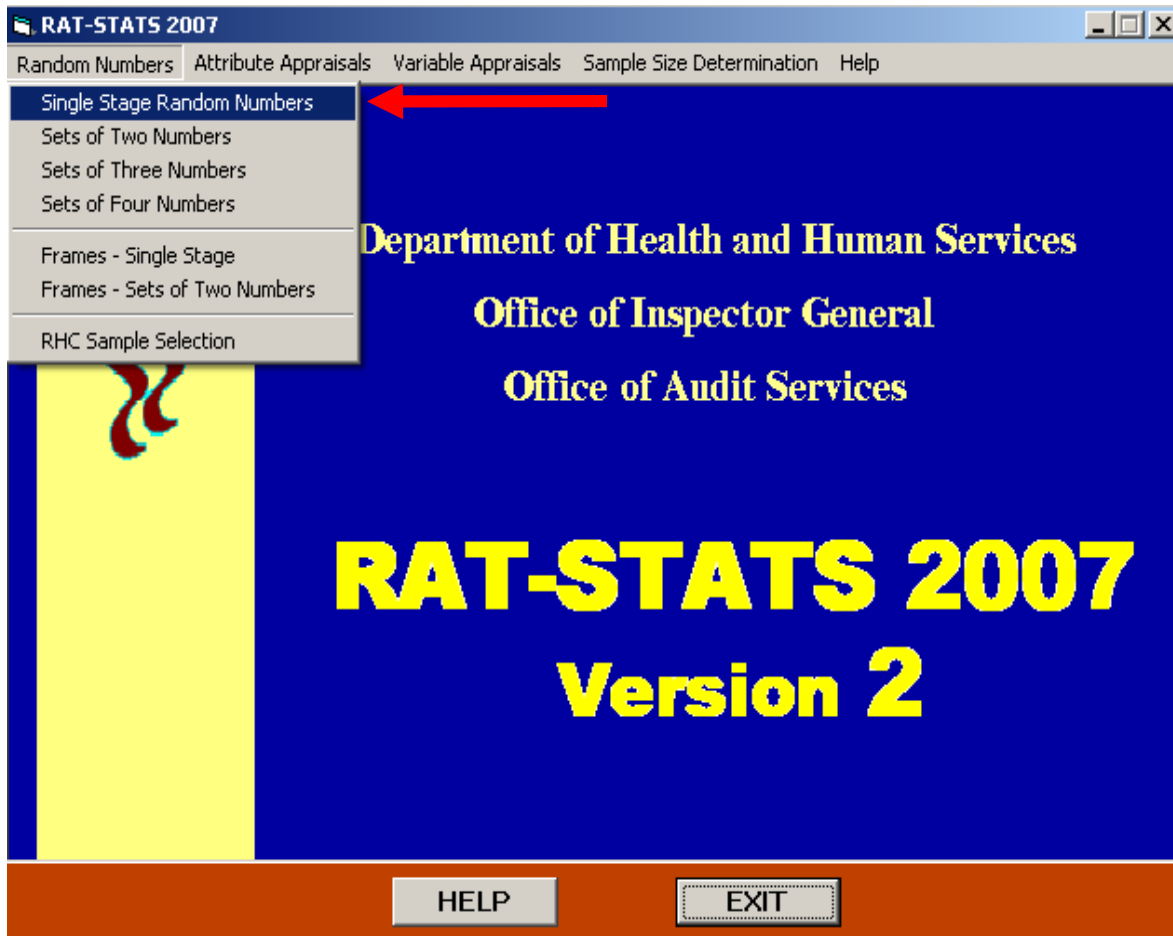 RAT-STATS 2007
Random Numbers Attribute Appraisals Variable Appraisals Sample Size Determination Help
Single Stage Random Numbers
Sets of Two Numbers
Sets of Three Numbers
Sets of Four Numbers
Frames - Single Stage
Frames - Sets of Two Numbers
RHC Sample Selection
Department of Health and Human Services
Office of Inspector General
Office of Audit Services
RAT-STATS 2007
Version 2
HELP EXIT